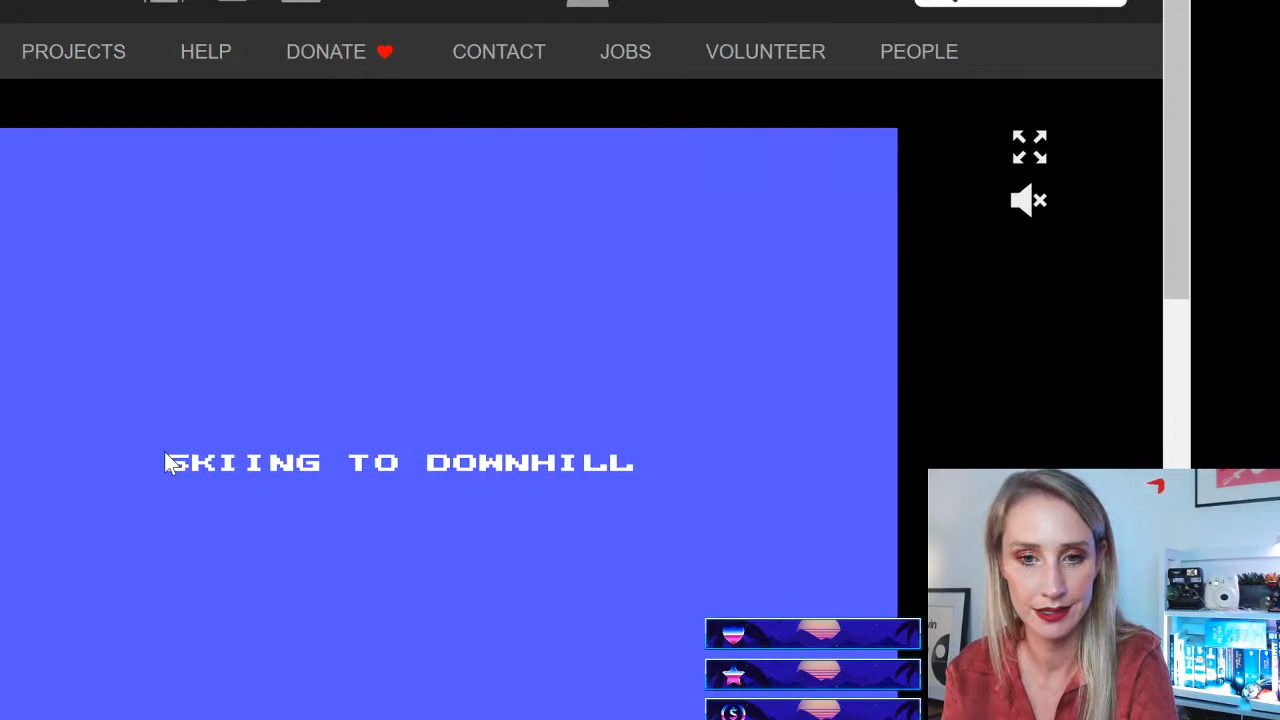 PROJECTS HELP DONATE CONTACT JOBS VOLUNTEER PEOPLE
SKIING TO DOWNHILL
$